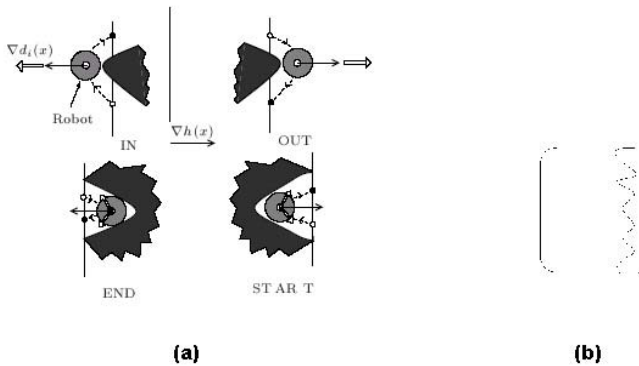 ∇d_i(x)
Robot
IN
∇h(x)
OUT
END
ST AR T
(a)
(b)